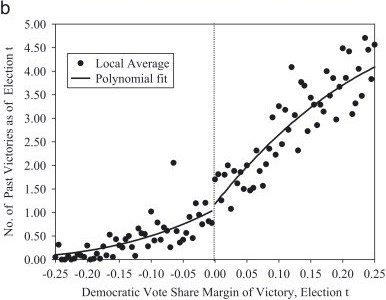 b
5.00
4.50
4.00
3.50
3.00
2.50
2.00
1.50
1.00
0.50
0.00
No. of Past Victories as of Election t
Local Average
Polynomial fit
-0.25 -0.20 -0.15 -0.10 -0.05 0.00 0.05 0.10 0.15 0.20 0.25
Democratic Vote Share Margin of Victory, Election t